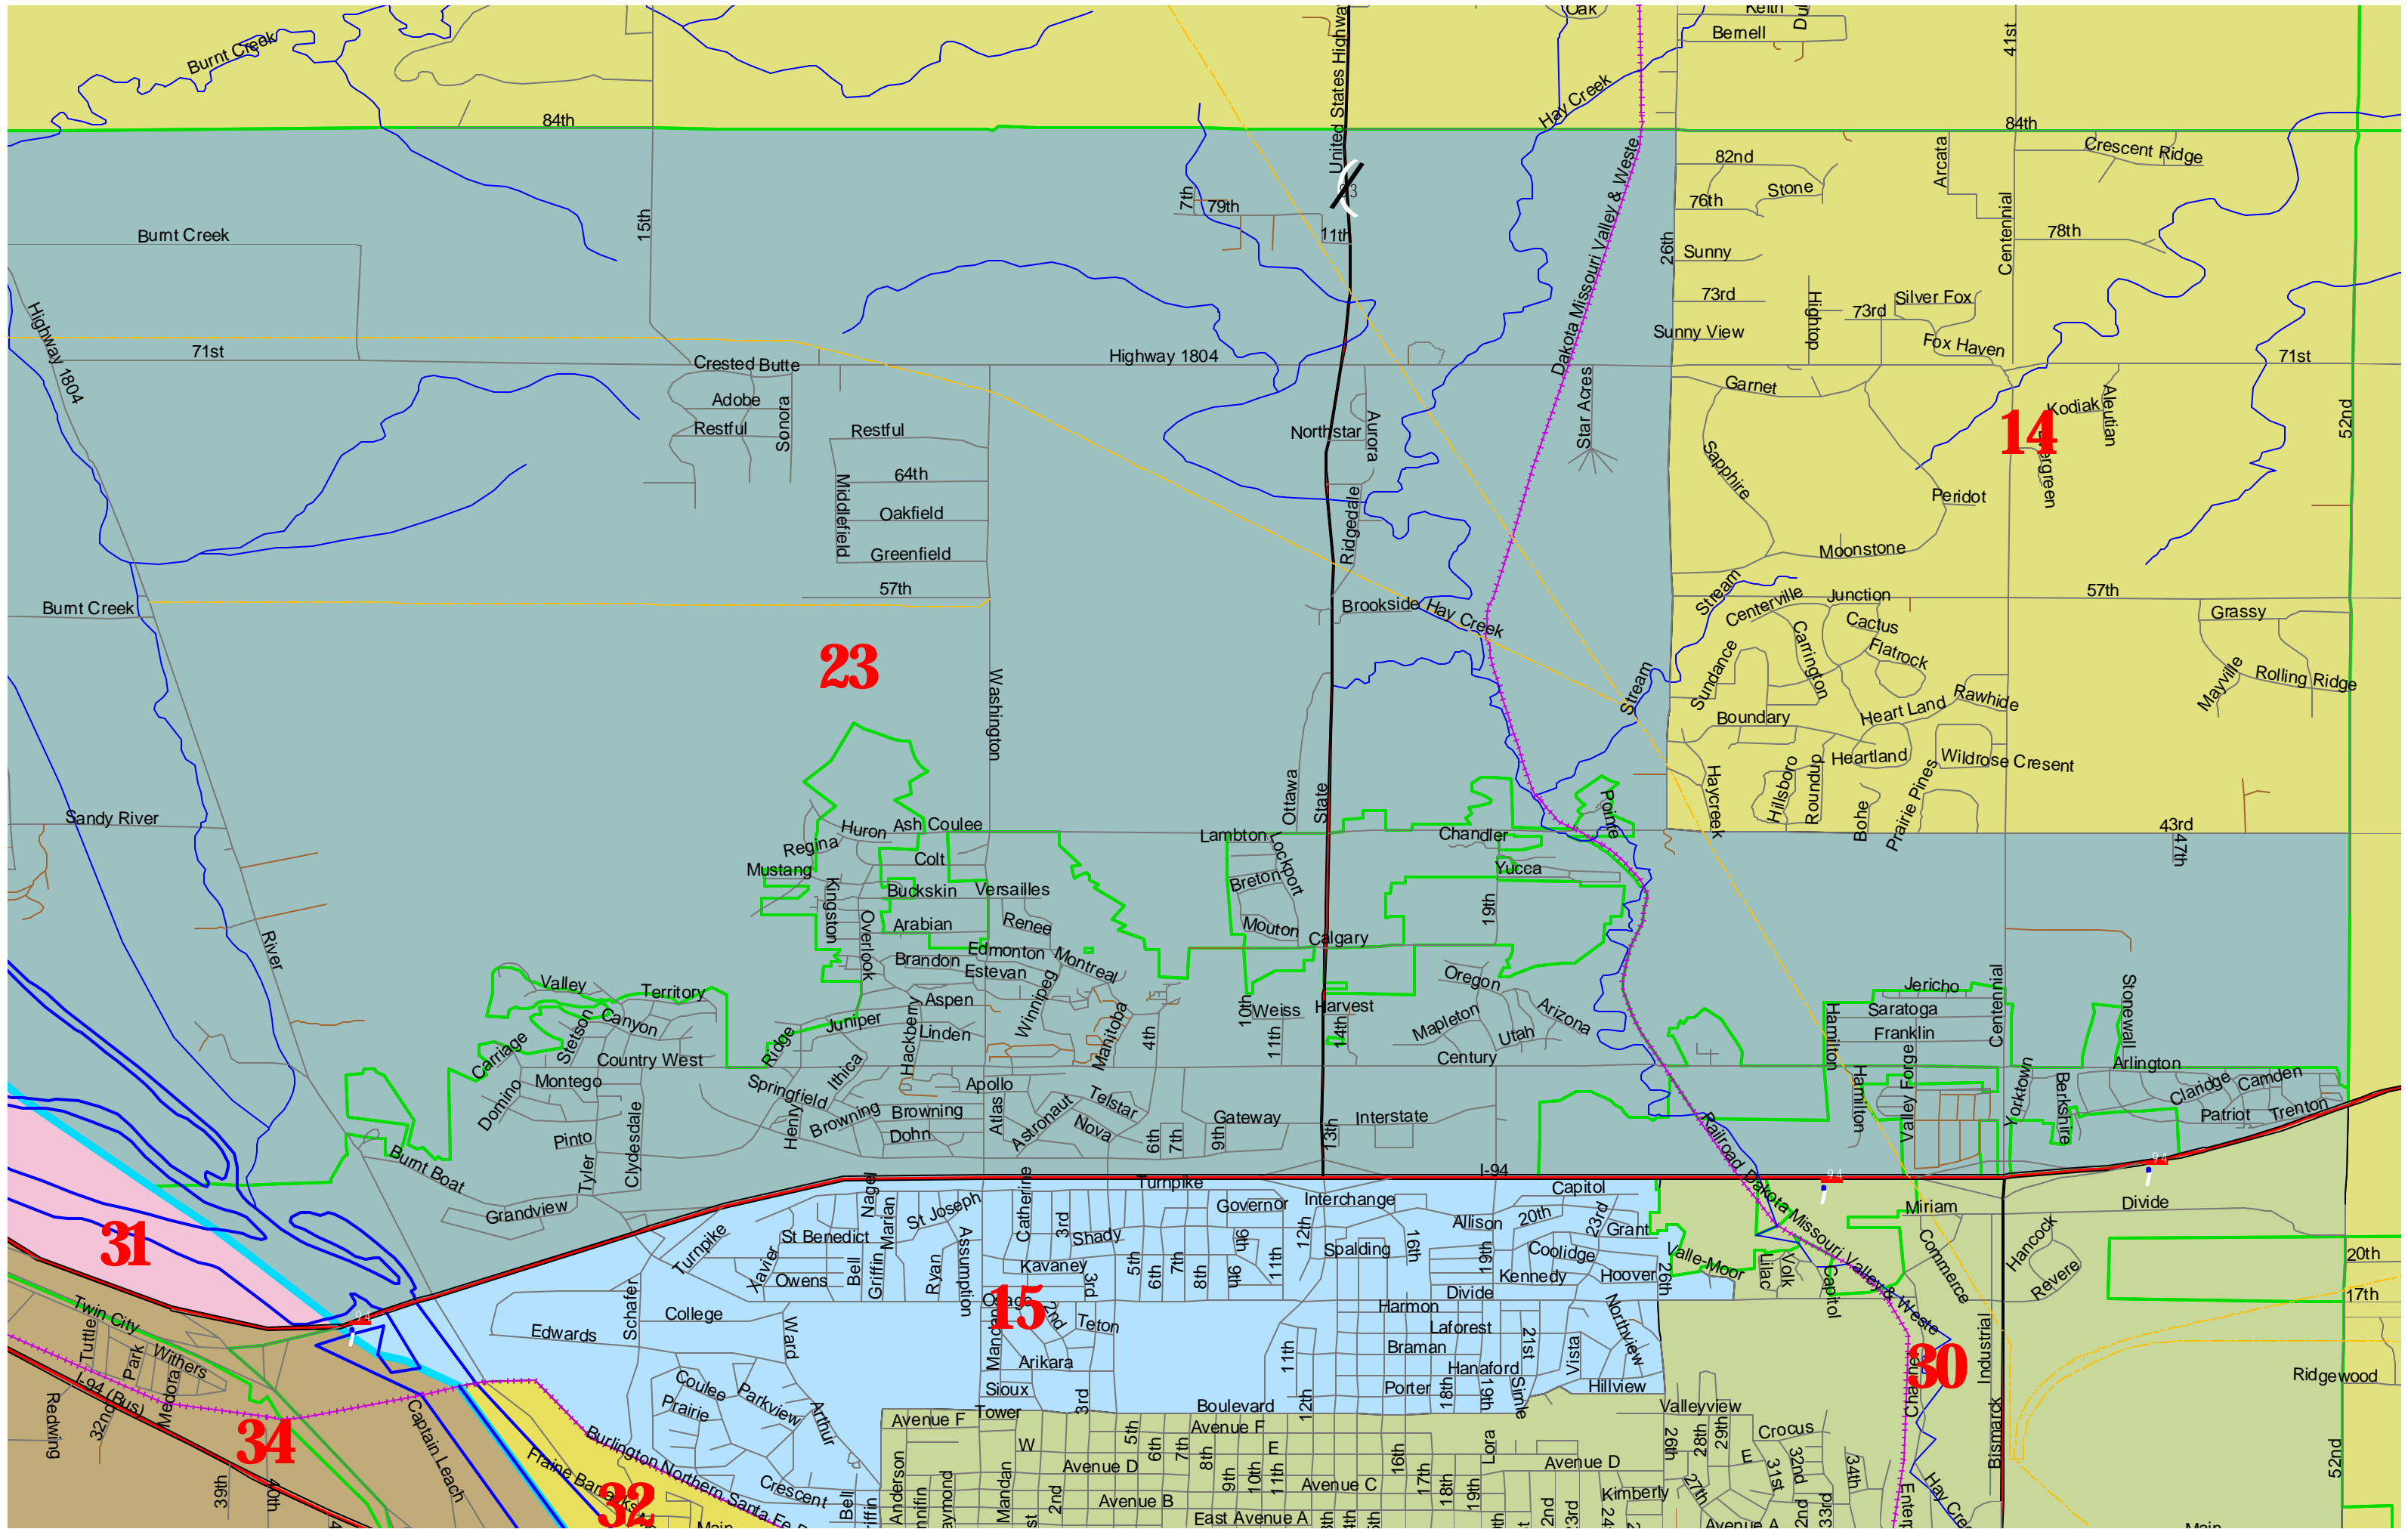 Burnt Creek
United States Highwa
Oak
Keith
Bernell
41st
Hay Creek
84th
84th
82nd
Stone
Arcata
Crescent Ridge
76th
7th
79th
11th
15th
Burnt Creek
26th
Sunny
Centennial
78th
Dakota Missouri Valley & Weste
73rd
Hightop
Silver Fox
73rd
Sunny View
Fox Haven
Highway 1804
71st
Crested Butte
Highway 1804
71st
Star Acres
Garnet
Kodiak
Aleutian
14
52nd
Adobe
Sonora
Restful
Restful
Northstar
Aurora
64th
Middlefield
Oakfield
Greenfield
Ridgedale
Sapphire
Peridot
Moonstone
57th
57th
Burnt Creek
Brookside
Hay Creek
Stream
Centerville
Junction
Cactus
Flatrock
Carrington
Sundance
Grassy
Mayville
Rolling Ridge
23
Washington
Stream
Boundary
Heart Land
Rawhide
Heartland
Wildrose Cresent
Haycreek
Hillsboro
Roundup
Bohe
Prairie Pines
Ottawa
State
Pointe
Sandy River
Huron
Ash Coulee
Regina
Colt
Mustang
Kingston
Buckskin
Versailles
Overlook
Arabian
Renee
Lambton
Lockport
Breton
Mouton
Calgary
Chandler
Yucca
19th
43rd
47th
River
Brandon
Edmonton
Estevan
Montreal
Winnipeg
Manitoba
Valley
Territory
Stetson
Canyon
Carriage
Country West
Domino
Montego
Pinto
Tyler
Clydesdale
Ridge
Juniper
Aspen
Hackberry
Linden
Springfield
Ithica
Henry
Browning
Browning
Dohn
Apollo
Atlas
Astronaut
Telstar
Nova
4th
10th
Weiss
11th
Harvest
14th
6th
7th
9th
Gateway
13th
Interstate
Oregon
Mapleton
Utah
Arizona
Century
Hamilton
Jericho
Saratoga
Franklin
Centennial
Stonewall
Arlington
Hamilton
Valley Forge
Yorktown
Berkshire
Claridge
Camden
Patriot
Trenton
Burnt Boat
Grandview
I-94
94
94
Railroad
Dakota Missouri Valley & Weste
31
Turnpike
Turnpike
Nagel
Marian
St Joseph
St Benedict
Xavier
Owens
Bell
Griffin
Ryan
Assumption
Catherine
3rd
Shady
Kavaney
3rd
5th
6th
7th
8th
9th
9th
Governor
11th
12th
Interchange
Spalding
16th
Capitol
Allison
20th
23rd
Grant
19th
Coolidge
Kennedy
Hoover
26th
Divide
Valle-Moor
Lilac
Volk
Capitol
Miriam
Commerce
Divide
Hancock
Revere
20th
17th
94
Twin City
Tuttle
Park
Withers
Medora
I-94 (Bus)
Redwing
32nd
34
39th
40th
Captain Leach
Schafer
College
Edwards
Ward
15
Mandan
2nd
Teton
Arikara
Sioux
3rd
Coulee
Prairie
Parkview
Arthur
Crescent
11th
12th
Harmon
Laforest
Braman
Hanaford
Porter
18th
19th
21st
Simle
Vista
Northview
Hillview
30
Channel
Industrial
Bismarck
Ridgewood
52nd
Boulevard
Valleyview
Burlington Northern Santa Fe
Fraine Barracks
32
Main
Bell
Avenue F
Tower
W
Anderson
Mandan
2nd
Avenue D
Avenue B
5th
6th
7th
8th
9th
10th
11th
Avenue F
E
Avenue C
East Avenue A
16th
17th
18th
19th
Lora
Avenue D
Kimberly
26th
27th
28th
29th
E
31st
32nd
Crocus
34th
33rd
Avenue A
Hay Cree
Main